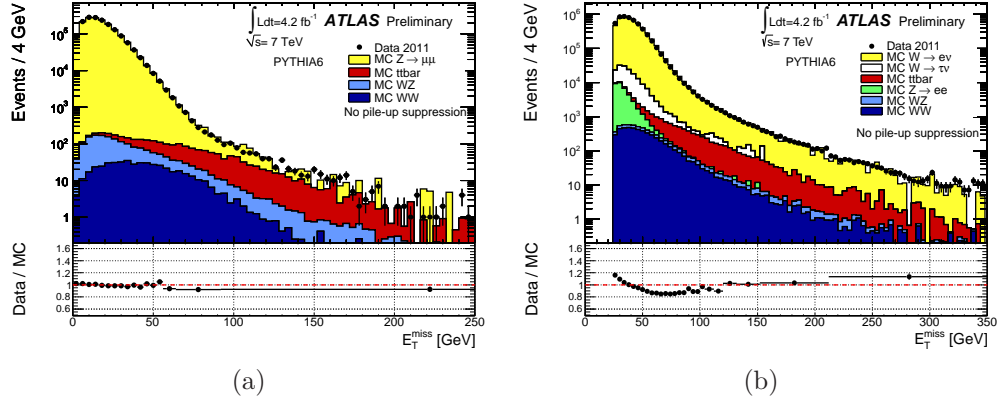 ∫Ldt=4.2 fb⁻¹ ATLAS Preliminary
√s= 7 TeV
PYTHIA6
Data 2011
MC Z → μμ
MC ttbar
MC WZ
MC WW
No pile-up suppression
Events / 4 GeV
10⁶
10⁵
10⁴
10³
10²
10
1
Data / MC
1.6
1.4
1.2
1
0.8
0.6
0 50 100 150 200 250
E_T^miss [GeV]
(a)
∫Ldt=4.2 fb⁻¹ ATLAS Preliminary
√s= 7 TeV
PYTHIA6
Data 2011
MC W → eν
MC W → τν
MC ttbar
MC Z → ee
MC WZ
MC WW
No pile-up suppression
Events / 4 GeV
10⁶
10⁵
10⁴
10³
10²
10
1
Data / MC
1.6
1.4
1.2
1
0.8
0.6
0 50 100 150 200 250 300 350
E_T^miss [GeV]
(b)